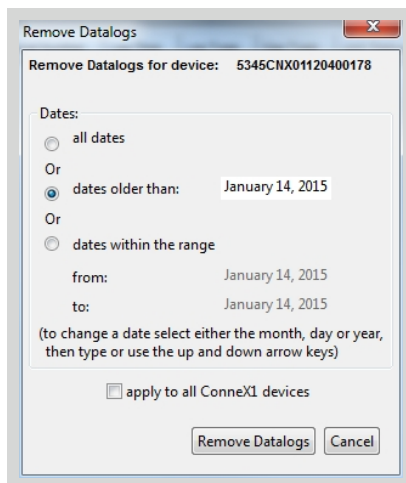 Remove Datalogs
Remove Datalogs for device: 5345CNX01120400178
Dates:
all dates
Or
dates older than: January 14, 2015
Or
dates within the range
from: January 14, 2015
to: January 14, 2015
(to change a date select either the month, day or year,
then type or use the up and down arrow keys)
apply to all ConneX1 devices
Remove Datalogs Cancel